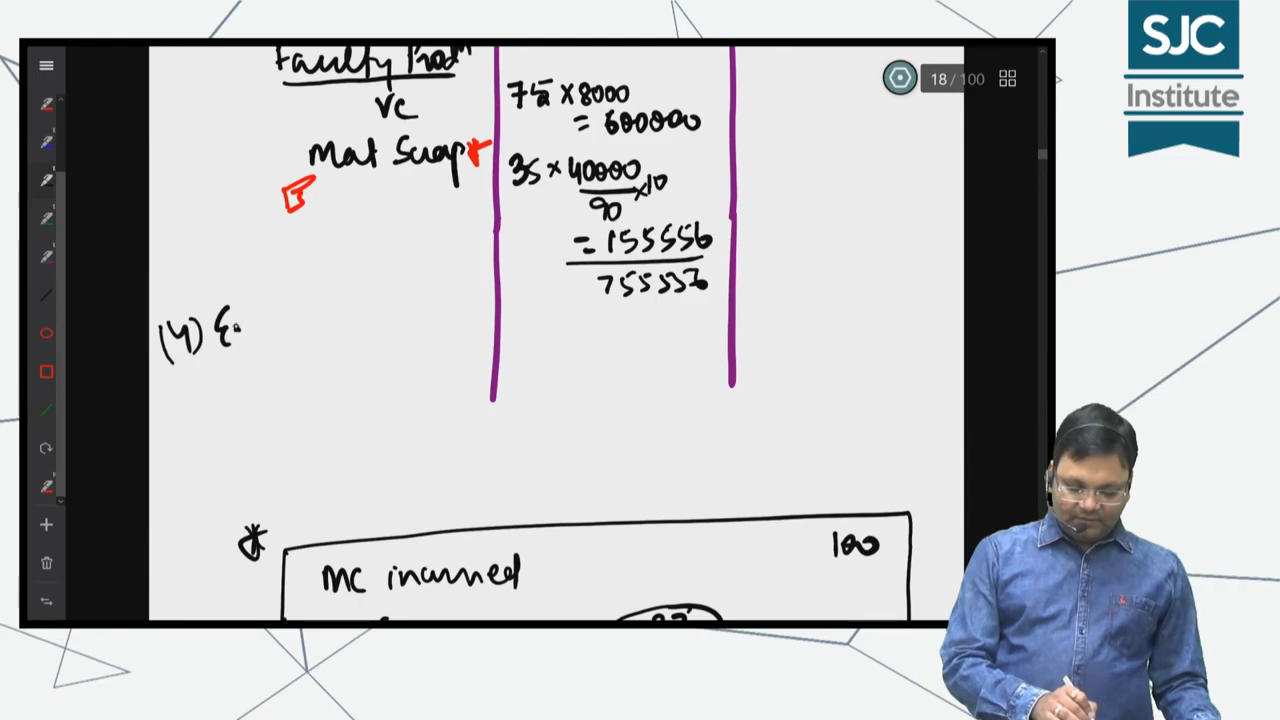 SJC
Institute
18 / 100
Faulty Prodn
VC
Mat Scrap*
75 × 8000
= 600000
35 × 40000
90
× 10
= 155556
755556
(4) E.
* MC incurred 100